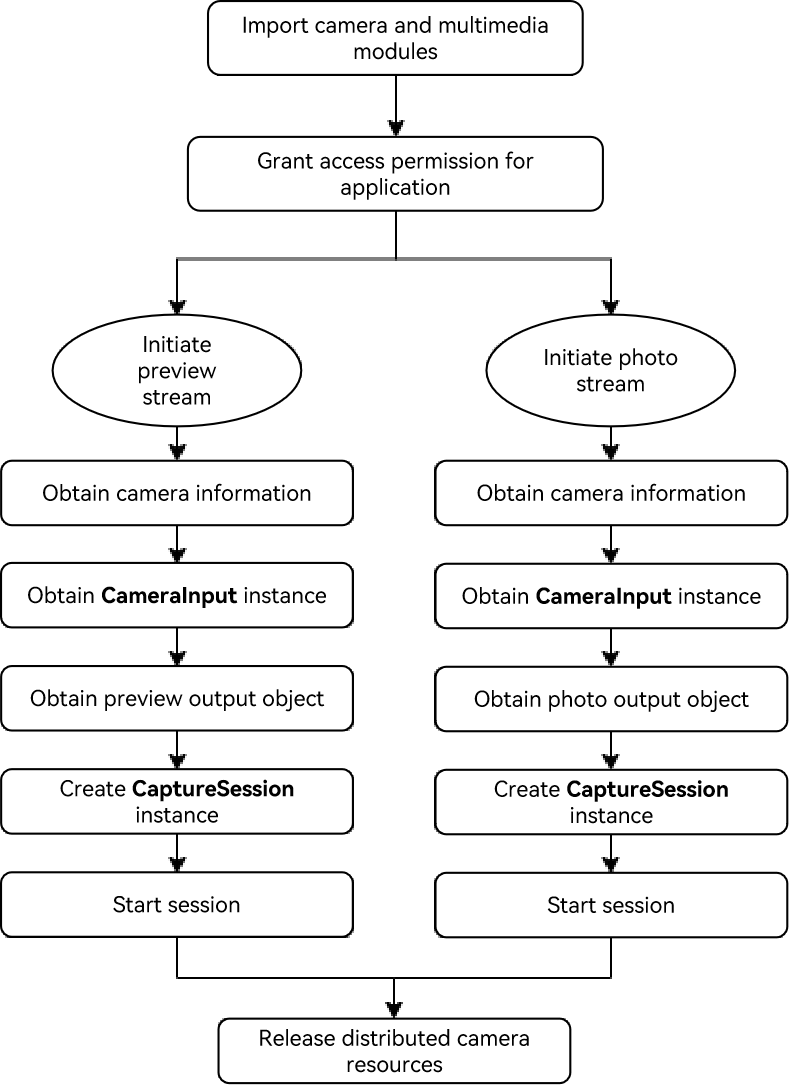 Import camera and multimedia
modules
Grant access permission for
application
Initiate
preview
stream
Initiate photo
stream
Obtain camera information
Obtain camera information
Obtain CameraInput instance
Obtain CameraInput instance
Obtain preview output object
Obtain photo output object
Create CaptureSession
instance
Create CaptureSession
instance
Start session
Start session
Release distributed camera
resources